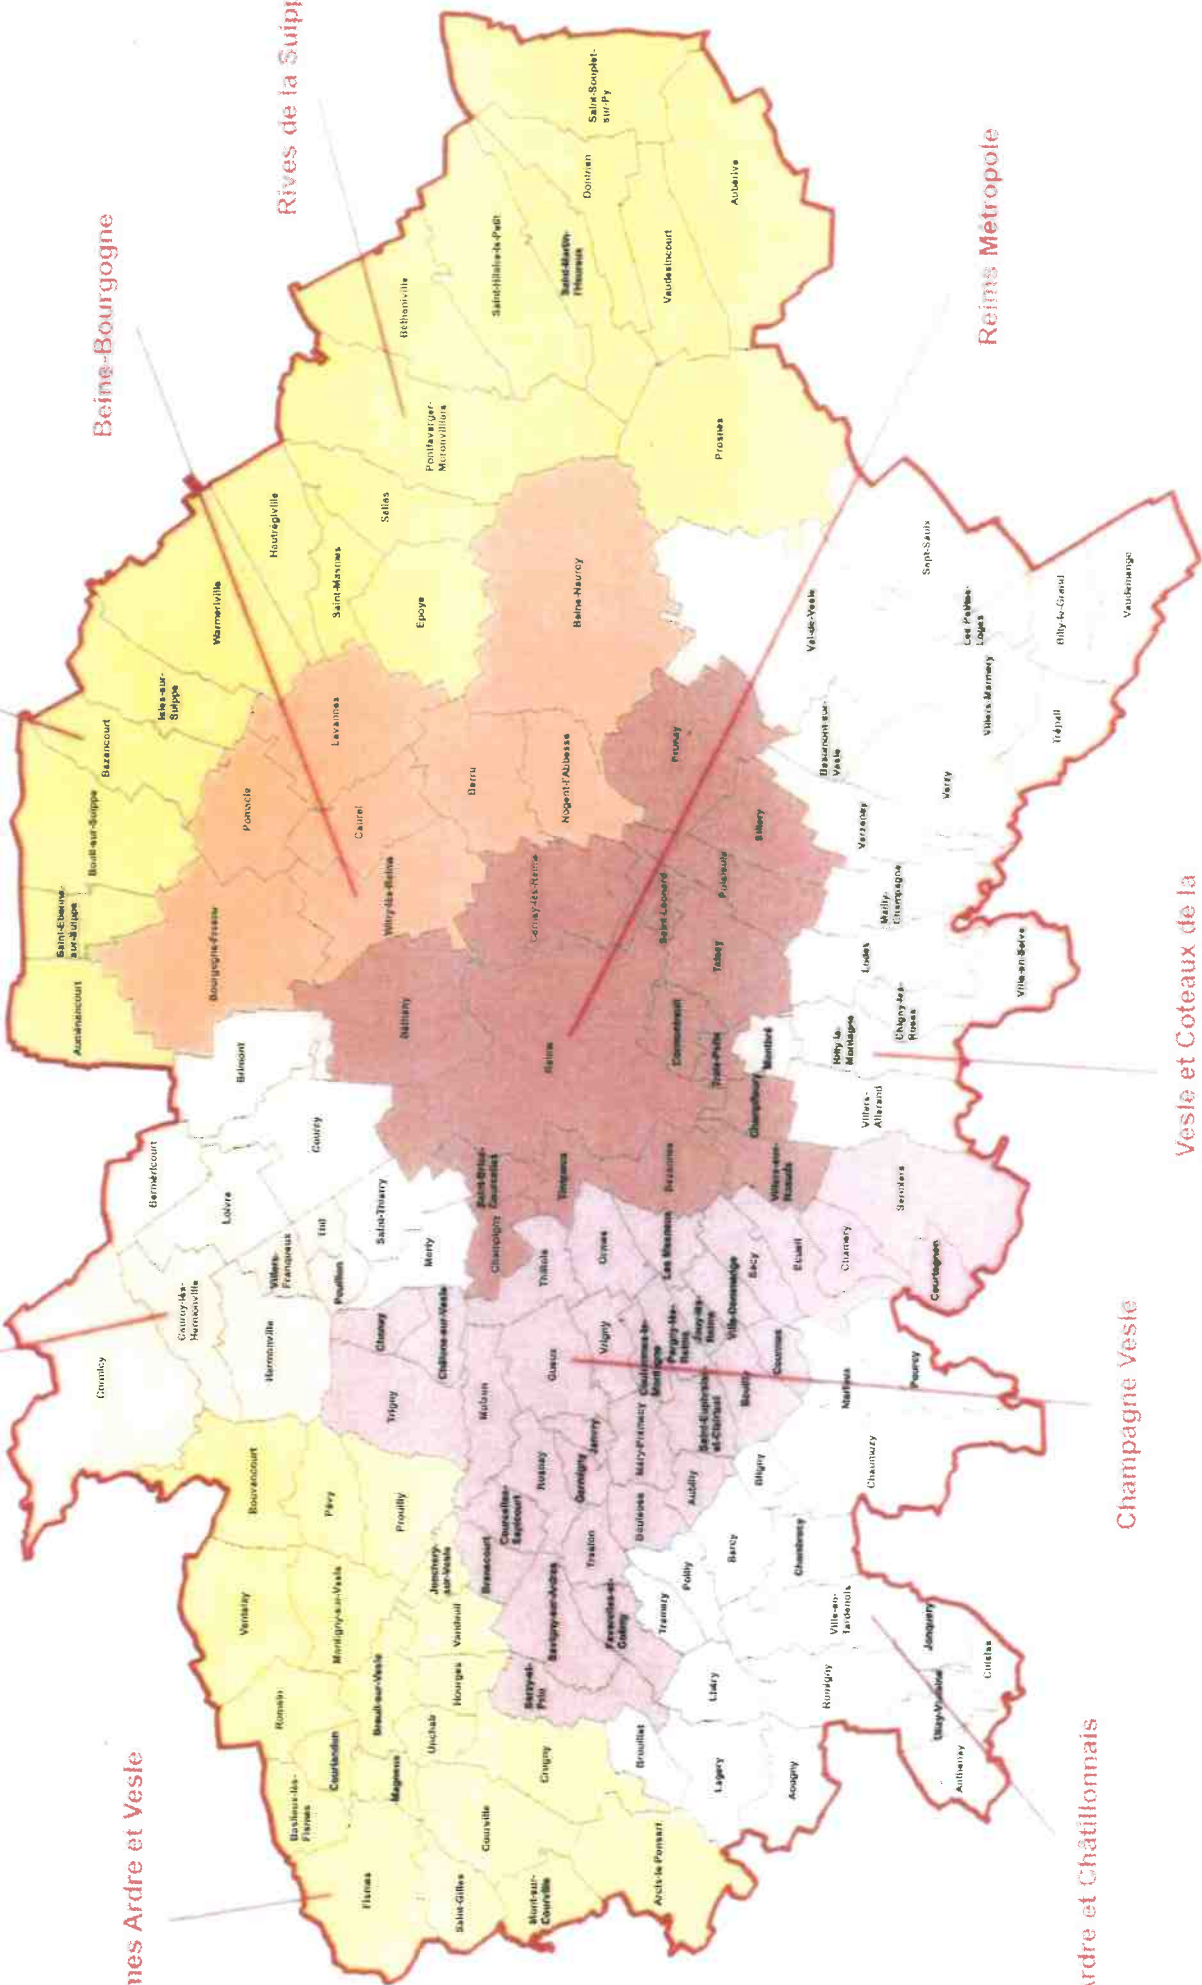 Rives de la Suipp
Beine-Bourgogne
Reims Métropole
Vesle et Coteaux de la
Champagne Vesle
Ardre et Châtillonnais
mes Ardre et Vesle
Saint-Souplet-
sur-Py
Dontrien
Aubérive
Vaudesincourt
Saint-Martin-
l'Heureux
Saint-Hilaire-le-Petit
Bétheniville
Pontfaverger-
Moronvilliers
Prosnes
Selles
Hautrégiville
Saint-Masmes
Epoye
Warmeriville
Isles-sur-
Suippe
Bazancourt
Boult-sur-Suippe
Saint-Etienne-
sur-Suippe
Auménancourt
Beine-Nauroy
Lavannes
Pomacle
Caurel
Berru
Nogent-l'Abbesse
Witry-lès-Reims
Bourgogne-Fresne
Bétheny
Cernay-lès-Reims
Prunay
Sillery
Puisieulx
Saint-Léonard
Taissy
Cormontreuil
Trois-Puits
Montbré
Champfleury
Reims
Bezannes
Villers-aux-
Nœuds
Tinqueux
Saint-Brice-
Courcelles
Champigny
Val-de-Vesle
Sept-Saulx
Les Petites-
Loges
Billy-le-Grand
Vaudemange
Villers-Marmery
Trépail
Beaumont-sur-
Vesle
Verzy
Verzenay
Mailly-
Champagne
Ludes
Ville-en-Selve
Chigny-les-
Roses
Rilly-la-
Montagne
Villers-
Allerand
Brimont
Courcy
Berméricourt
Loivre
Thil
Saint-Thierry
Merfy
Villers-
Franqueux
Pouillon
Cauroy-lès-
Hermonville
Hermonville
Cormicy
Chenay
Châlons-sur-Vesle
Trigny
Muizon
Thillois
Ormes
Gueux
Vrigny
Les Mesneux
Sacy
Ecueil
Chamery
Sermiers
Courtagnon
Ville-Dommange
Jouy-lès-
Reims
Pargny-lès-
Reims
Coulommes-la-
Montagne
Coulmes
Bouilly
Saint-Euphraise-
et-Clairizet
Méry-Prémecy
Janvry
Germigny
Rosnay
Courcelles-
Sapicourt
Branscourt
Treslon
Bouleuse
Aubilly
Savigny-sur-Ardres
Faverolles-et-
Coëmy
Serzy-et-
Prin
Marfaux
Pourcy
Chaumuzy
Bligny
Sarcy
Chambrecy
Poilly
Tramery
Ville-en-
Tardenois
Jonquery
Cuisles
Olizy-Violaine
Anthenay
Romigny
Lhéry
Brouillet
Lagery
Aougny
Bouvancourt
Pévy
Prouilly
Jonchery-
sur-Vesle
Vandeuil
Montigny-sur-Vesle
Ventelay
Romain
Breuil-sur-Vesle
Hourges
Unchair
Courlandon
Magneux
Baslieux-lès-
Fismes
Crugny
Courville
Fismes
Saint-Gilles
Mont-sur-
Courville
Arcis-le-Ponsart